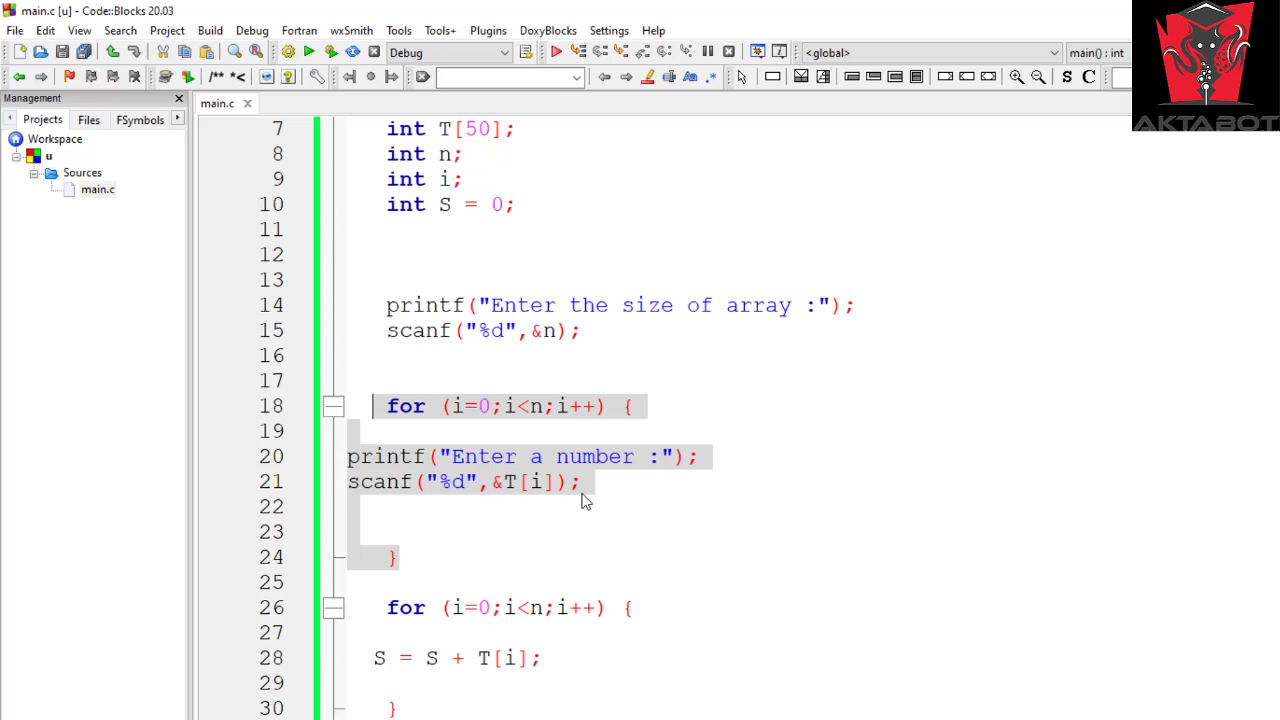 main.c [u] - Code::Blocks 20.03
File Edit View Search Project Build Debug Fortran wxSmith Tools Tools+ Plugins DoxyBlocks Settings Help
Debug <global> main() : int
/** *< Aa .* S C
Management
Projects Files FSymbols
main.c
Workspace
u
Sources
main.c
7 int T[50];
8 int n;
9 int i;
10 int S = 0;
11
12
13
14 printf("Enter the size of array :");
15 scanf("%d",&n);
16
17
18 for (i=0;i<n;i++) {
19
20 printf("Enter a number :");
21 scanf("%d",&T[i]);
22
23
24 }
25
26 for (i=0;i<n;i++) {
27
28 S = S + T[i];
29
30 }
AKTABOT